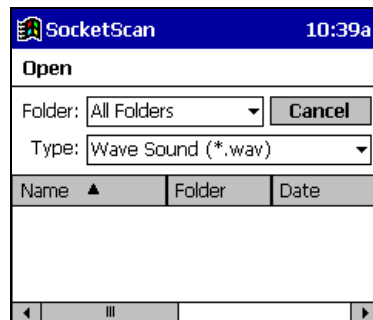 SocketScan 10:39a
Open
Folder: All Folders Cancel
Type: Wave Sound (*.wav)
Name Folder Date